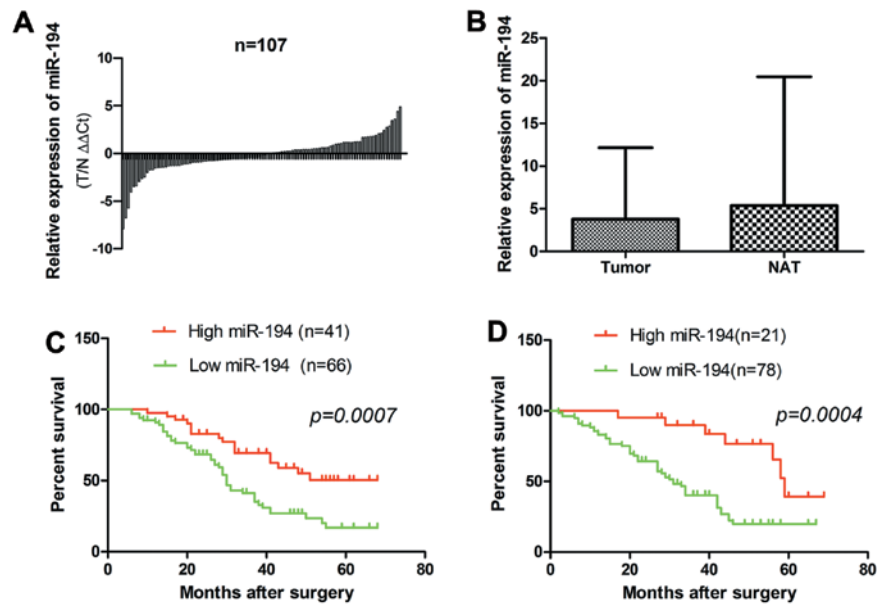 A
Relative expression of miR-194
(T/N ΔΔCt)
n=107
10
5
0
-5
-10
B
Relative expression of miR-194
25
20
15
10
5
0
Tumor
NAT
C
High miR-194 (n=41)
Low miR-194 (n=66)
p=0.0007
Percent survival
150
100
50
0
0 20 40 60 80
Months after surgery
D
High miR-194(n=21)
Low miR-194(n=78)
p=0.0004
Percent survival
150
100
50
0
0 20 40 60 80
Months after surgery